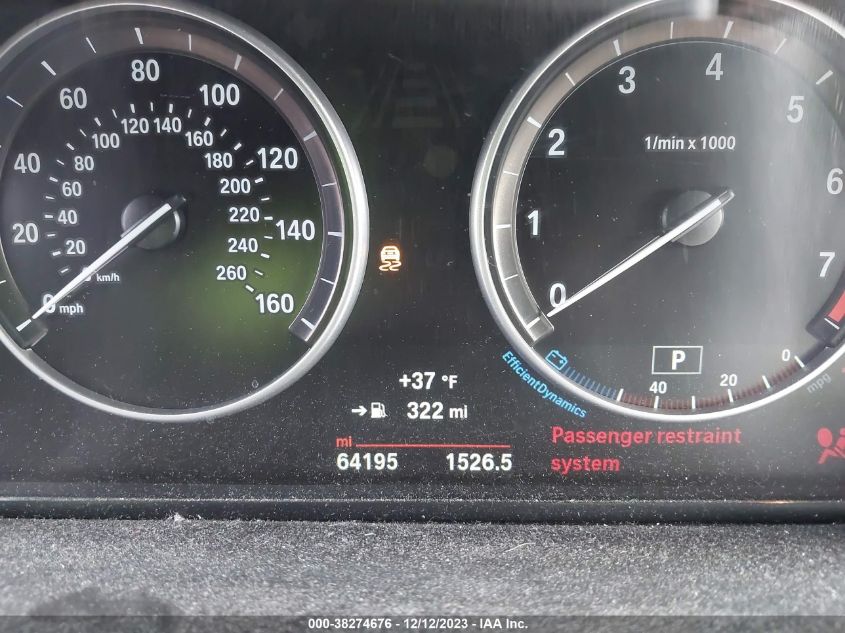 80
60
100
120 140
100
160
40
80
180
120
60
200
20
40
220
140
20
240
0 km/h
260
0 mph
160
3
4
5
2
1/min x 1000
6
1
7
0
P
EfficientDynamics
40
20
0
mpg
+37 °F
322 mi
mi
64195
1526.5
Passenger restraint
system
000-38274676 - 12/12/2023 - IAA Inc.